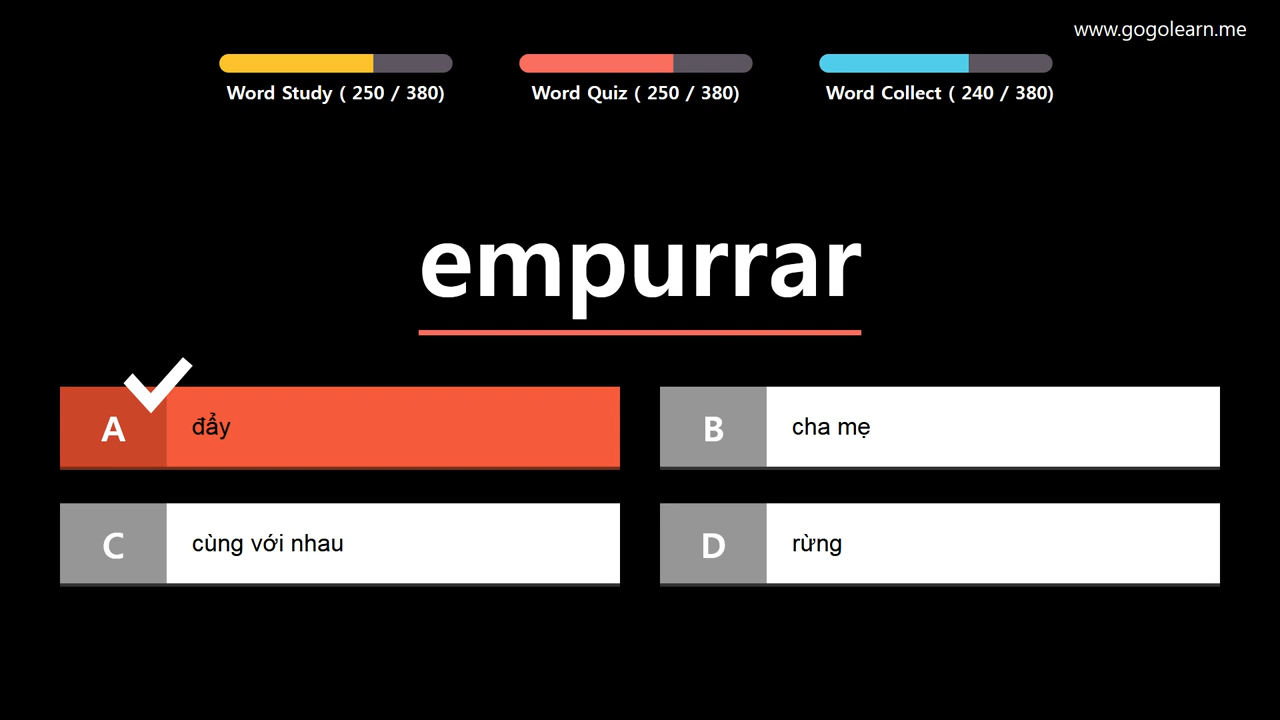 www.gogolearn.me
Word Study ( 250 / 380)
Word Quiz ( 250 / 380)
Word Collect ( 240 / 380)
empurrar
A
đẩy
B
cha mẹ
C
cùng với nhau
D
rừng